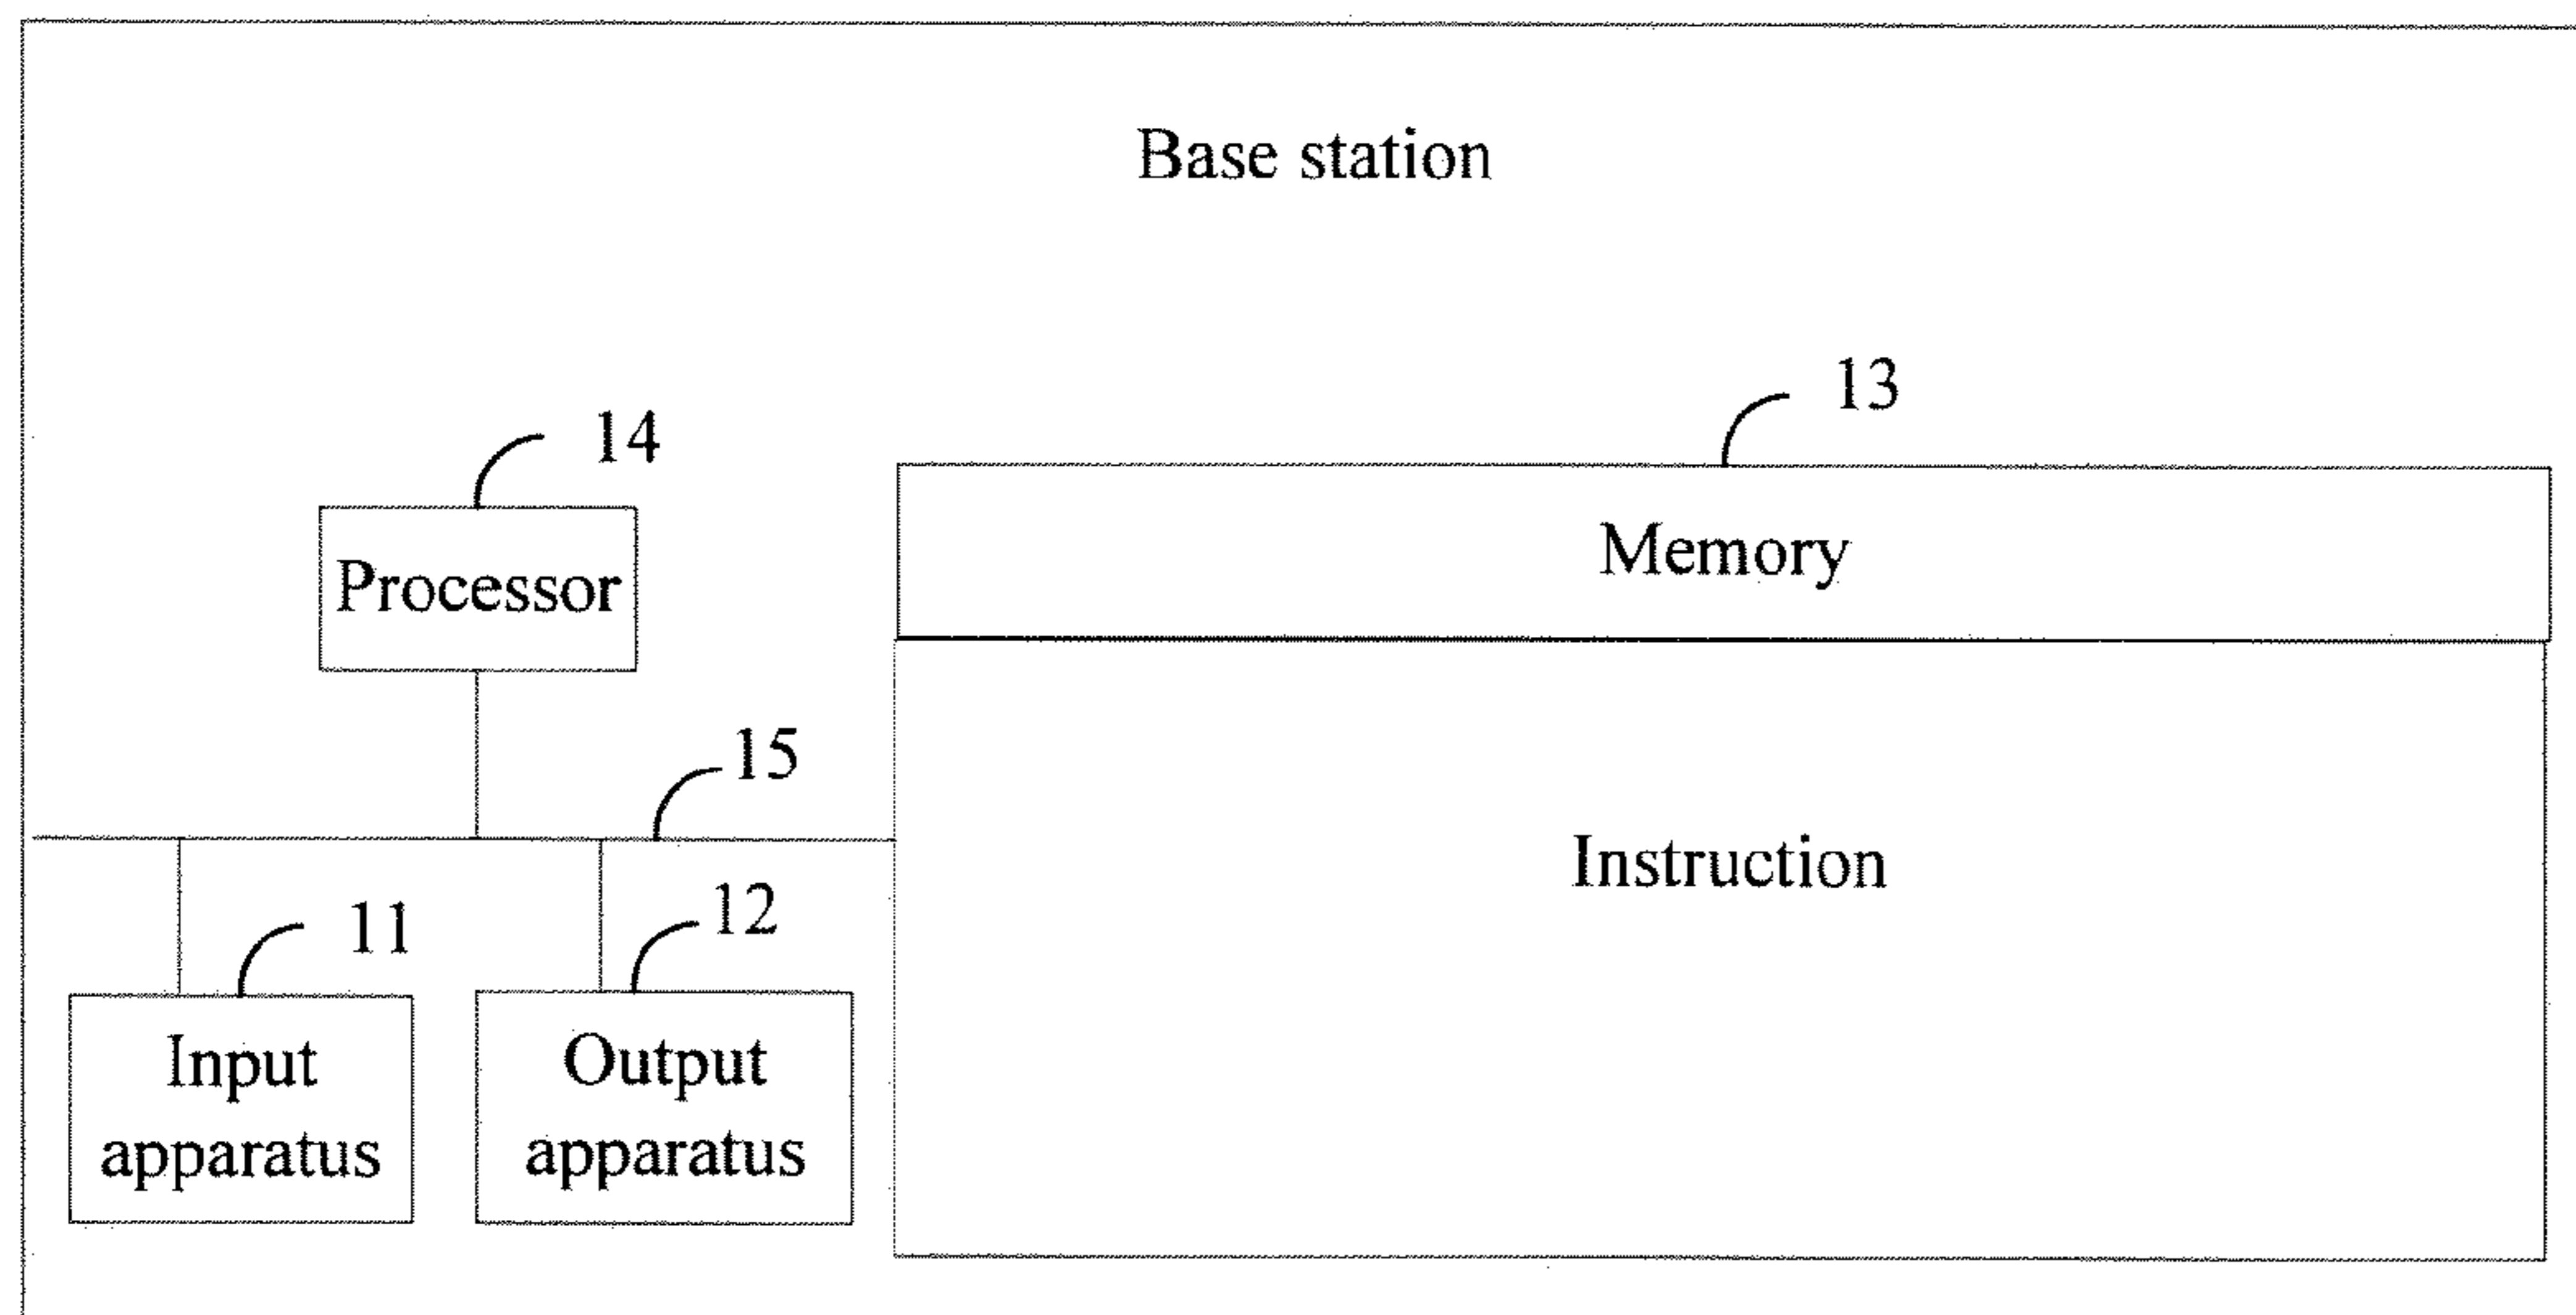 Base station
13
14
Memory
Processor
15
Instruction
11
12
Input
apparatus
Output
apparatus